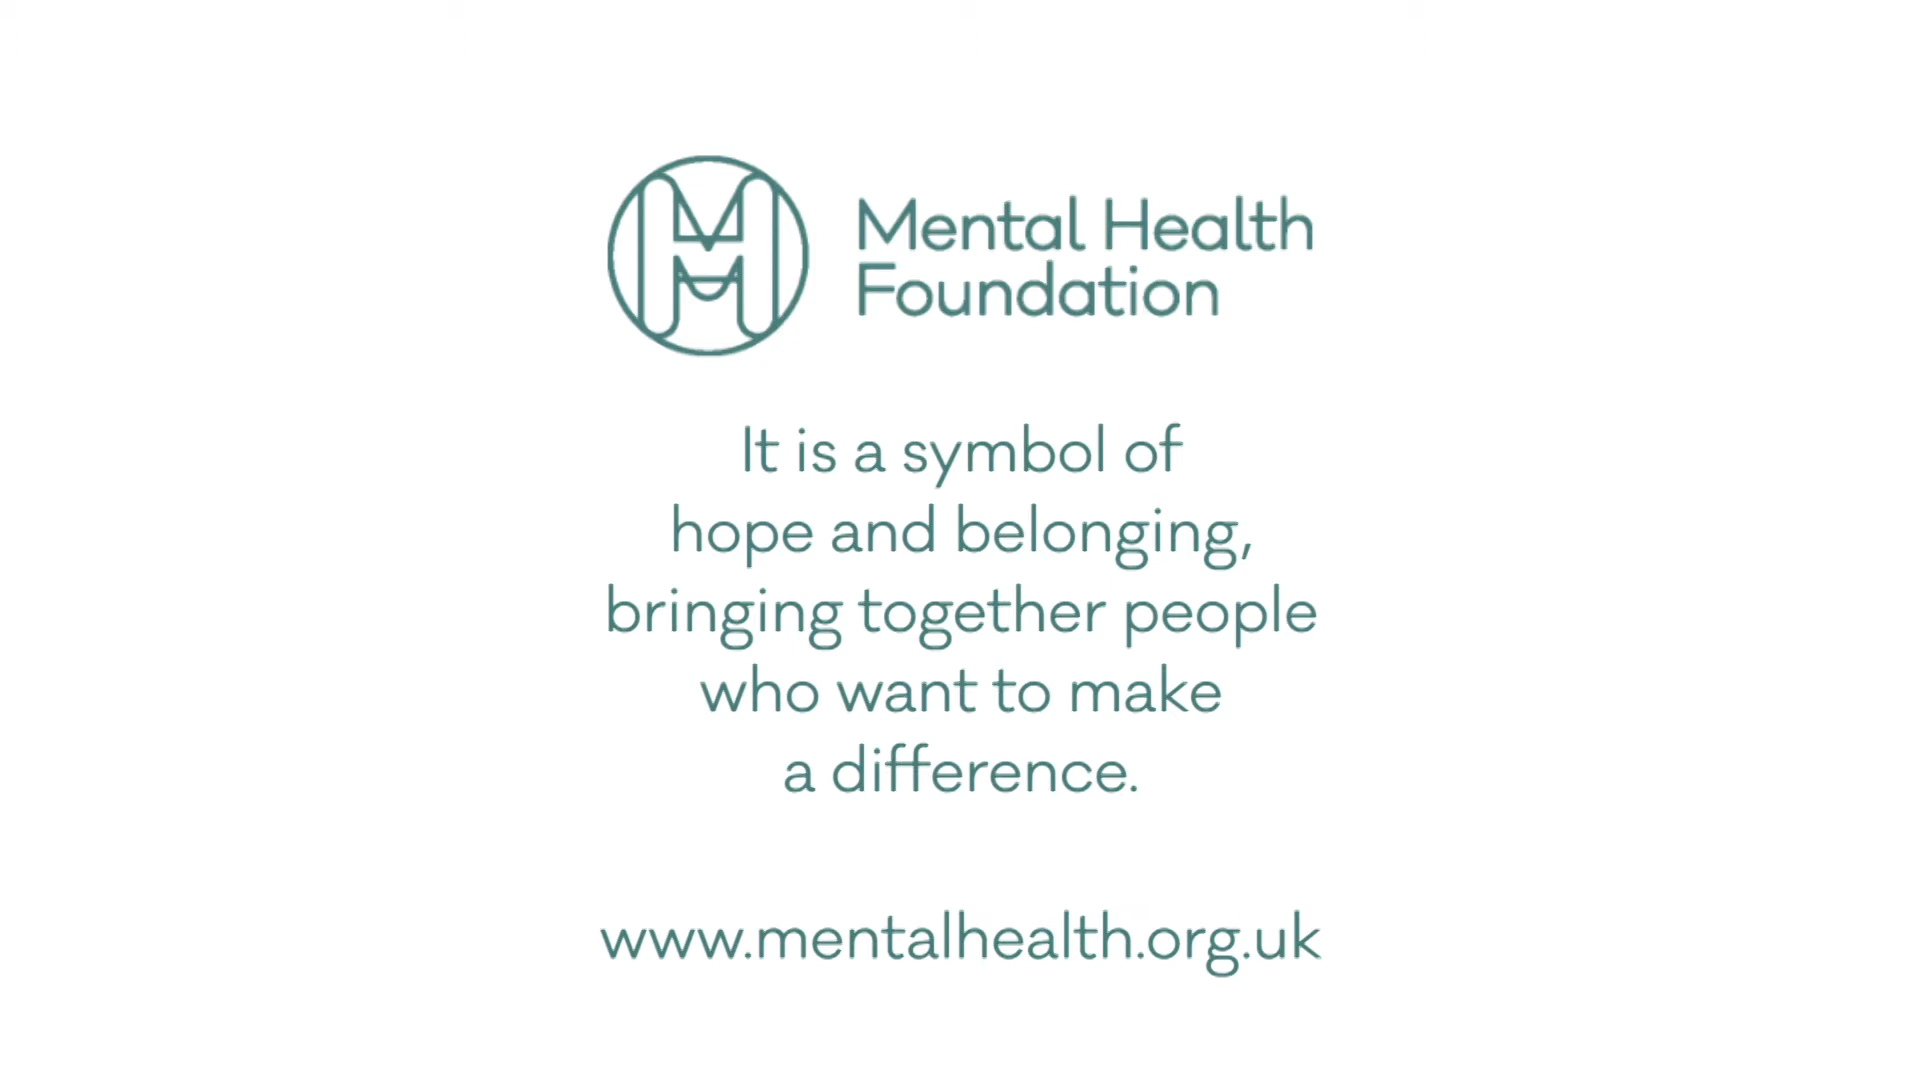 Mental Health
Foundation
It is a symbol of
hope and belonging,
bringing together people
who want to make
a difference.
www.mentalhealth.org.uk